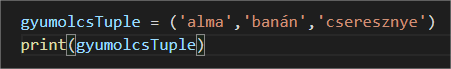 gyumolcsTuple = ('alma','banán','cseresznye')
print(gyumolcsTuple)